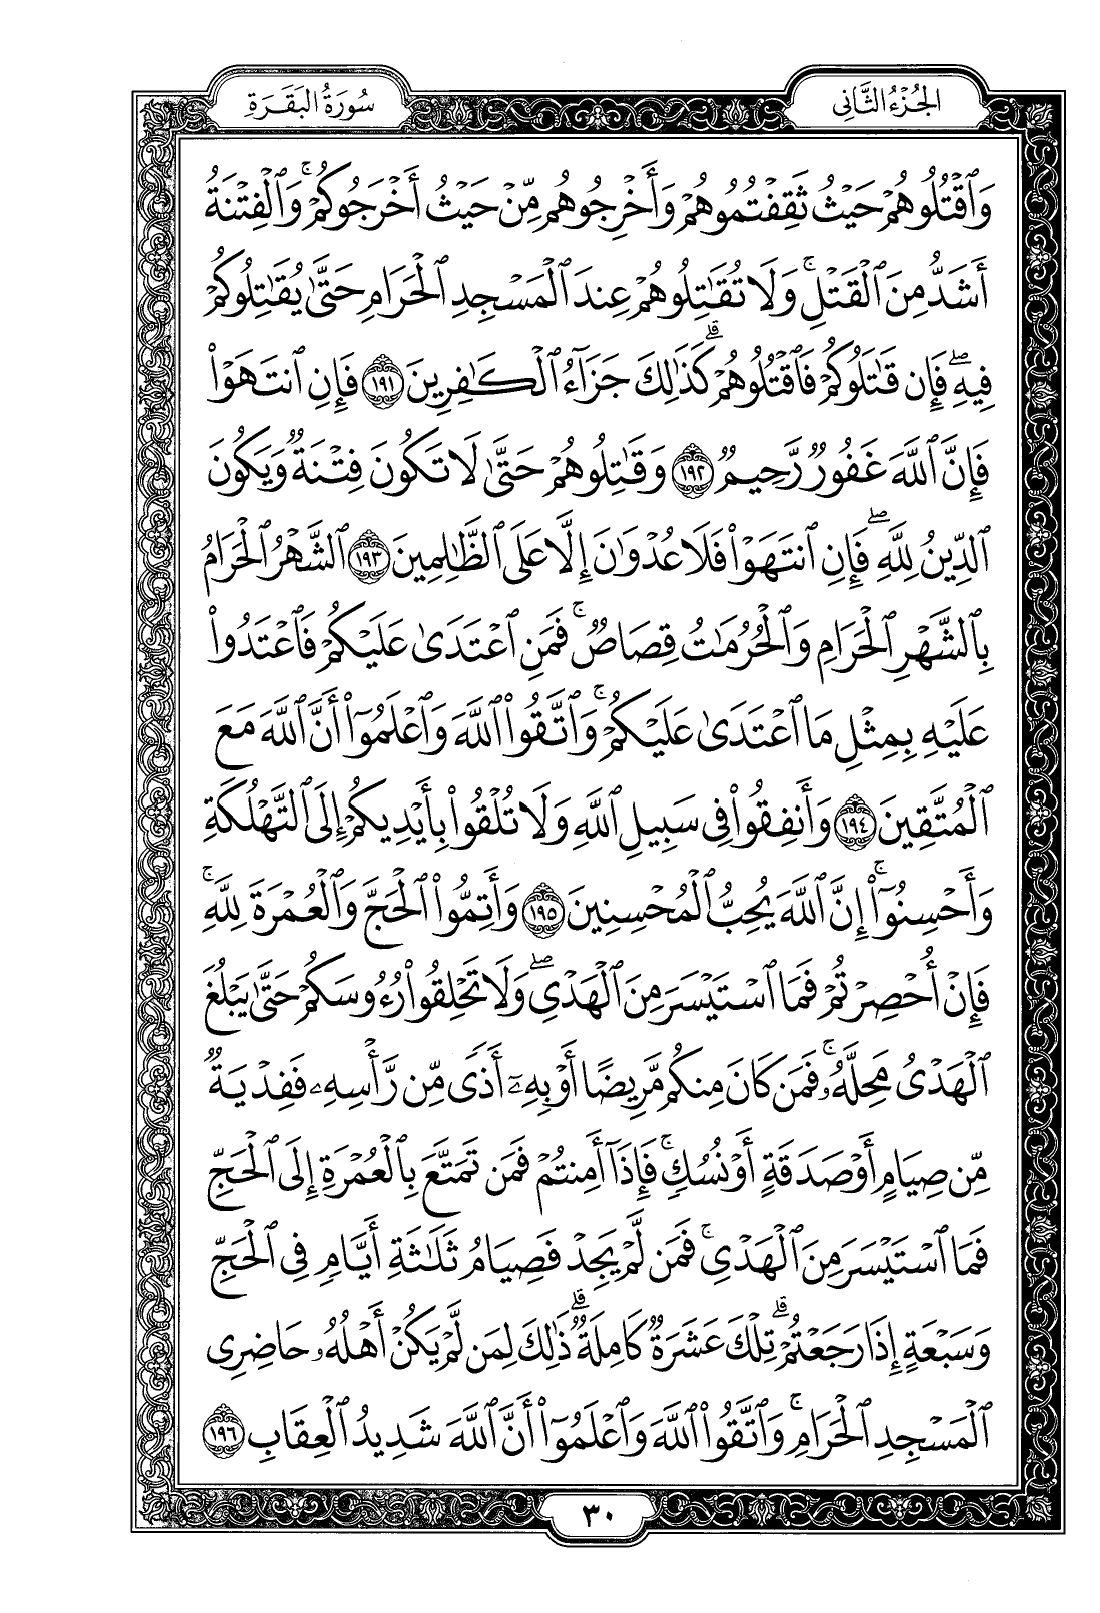 الجزء الثاني
سورة البقرة
وَٱقْتُلُوهُمْ حَيْثُ ثَقِفْتُمُوهُمْ وَأَخْرِجُوهُم مِّنْ حَيْثُ أَخْرَجُوكُمْ ۚ وَٱلْفِتْنَةُ
أَشَدُّ مِنَ ٱلْقَتْلِ ۚ وَلَا تُقَٰتِلُوهُمْ عِندَ ٱلْمَسْجِدِ ٱلْحَرَامِ حَتَّىٰ يُقَٰتِلُوكُمْ
فِيهِ ۖ فَإِن قَٰتَلُوكُمْ فَٱقْتُلُوهُمْ ۗ كَذَٰلِكَ جَزَآءُ ٱلْكَٰفِرِينَ ١٩١ فَإِنِ ٱنتَهَوْا۟
فَإِنَّ ٱللَّهَ غَفُورٌ رَّحِيمٌ ١٩٢ وَقَٰتِلُوهُمْ حَتَّىٰ لَا تَكُونَ فِتْنَةٌ وَيَكُونَ
ٱلدِّينُ لِلَّهِ ۖ فَإِنِ ٱنتَهَوْا۟ فَلَا عُدْوَٰنَ إِلَّا عَلَى ٱلظَّٰلِمِينَ ١٩٣ ٱلشَّهْرُ ٱلْحَرَامُ
بِٱلشَّهْرِ ٱلْحَرَامِ وَٱلْحُرُمَٰتُ قِصَاصٌ ۚ فَمَنِ ٱعْتَدَىٰ عَلَيْكُمْ فَٱعْتَدُوا۟
عَلَيْهِ بِمِثْلِ مَا ٱعْتَدَىٰ عَلَيْكُمْ ۚ وَٱتَّقُوا۟ ٱللَّهَ وَٱعْلَمُوٓا۟ أَنَّ ٱللَّهَ مَعَ
ٱلْمُتَّقِينَ ١٩٤ وَأَنفِقُوا۟ فِى سَبِيلِ ٱللَّهِ وَلَا تُلْقُوا۟ بِأَيْدِيكُمْ إِلَى ٱلتَّهْلُكَةِ
وَأَحْسِنُوٓا۟ ۚ إِنَّ ٱللَّهَ يُحِبُّ ٱلْمُحْسِنِينَ ١٩٥ وَأَتِمُّوا۟ ٱلْحَجَّ وَٱلْعُمْرَةَ لِلَّهِ ۚ
فَإِنْ أُحْصِرْتُمْ فَمَا ٱسْتَيْسَرَ مِنَ ٱلْهَدْىِ ۖ وَلَا تَحْلِقُوا۟ رُءُوسَكُمْ حَتَّىٰ يَبْلُغَ
ٱلْهَدْىُ مَحِلَّهُۥ ۚ فَمَن كَانَ مِنكُم مَّرِيضًا أَوْ بِهِۦٓ أَذًى مِّن رَّأْسِهِۦ فَفِدْيَةٌ
مِّن صِيَامٍ أَوْ صَدَقَةٍ أَوْ نُسُكٍ ۚ فَإِذَآ أَمِنتُمْ فَمَن تَمَتَّعَ بِٱلْعُمْرَةِ إِلَى ٱلْحَجِّ
فَمَا ٱسْتَيْسَرَ مِنَ ٱلْهَدْىِ ۚ فَمَن لَّمْ يَجِدْ فَصِيَامُ ثَلَٰثَةِ أَيَّامٍ فِى ٱلْحَجِّ
وَسَبْعَةٍ إِذَا رَجَعْتُمْ ۗ تِلْكَ عَشَرَةٌ كَامِلَةٌ ۗ ذَٰلِكَ لِمَن لَّمْ يَكُنْ أَهْلُهُۥ حَاضِرِى
ٱلْمَسْجِدِ ٱلْحَرَامِ ۚ وَٱتَّقُوا۟ ٱللَّهَ وَٱعْلَمُوٓا۟ أَنَّ ٱللَّهَ شَدِيدُ ٱلْعِقَابِ ١٩٦
٣٠